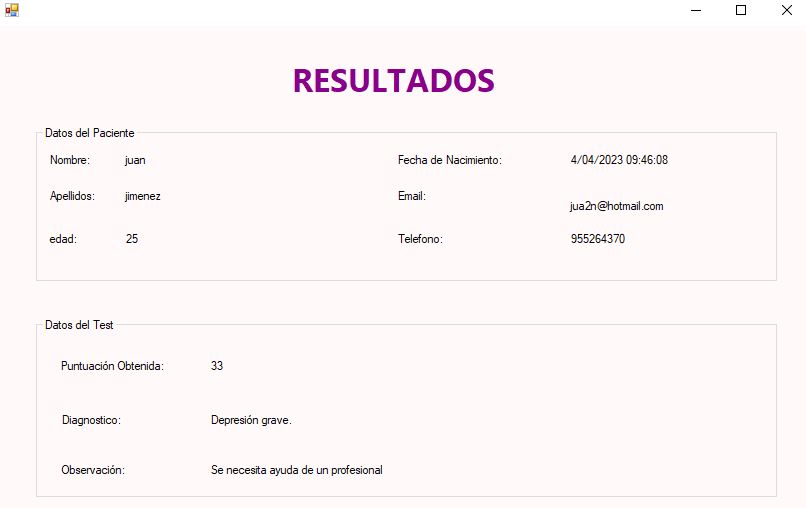 RESULTADOS
Datos del Paciente
Nombre: juan Fecha de Nacimiento: 4/04/2023 09:46:08
Apellidos: jimenez Email: jua2n@hotmail.com
edad: 25 Telefono: 955264370
Datos del Test
Puntuación Obtenida: 33
Diagnostico: Depresión grave.
Observación: Se necesita ayuda de un profesional